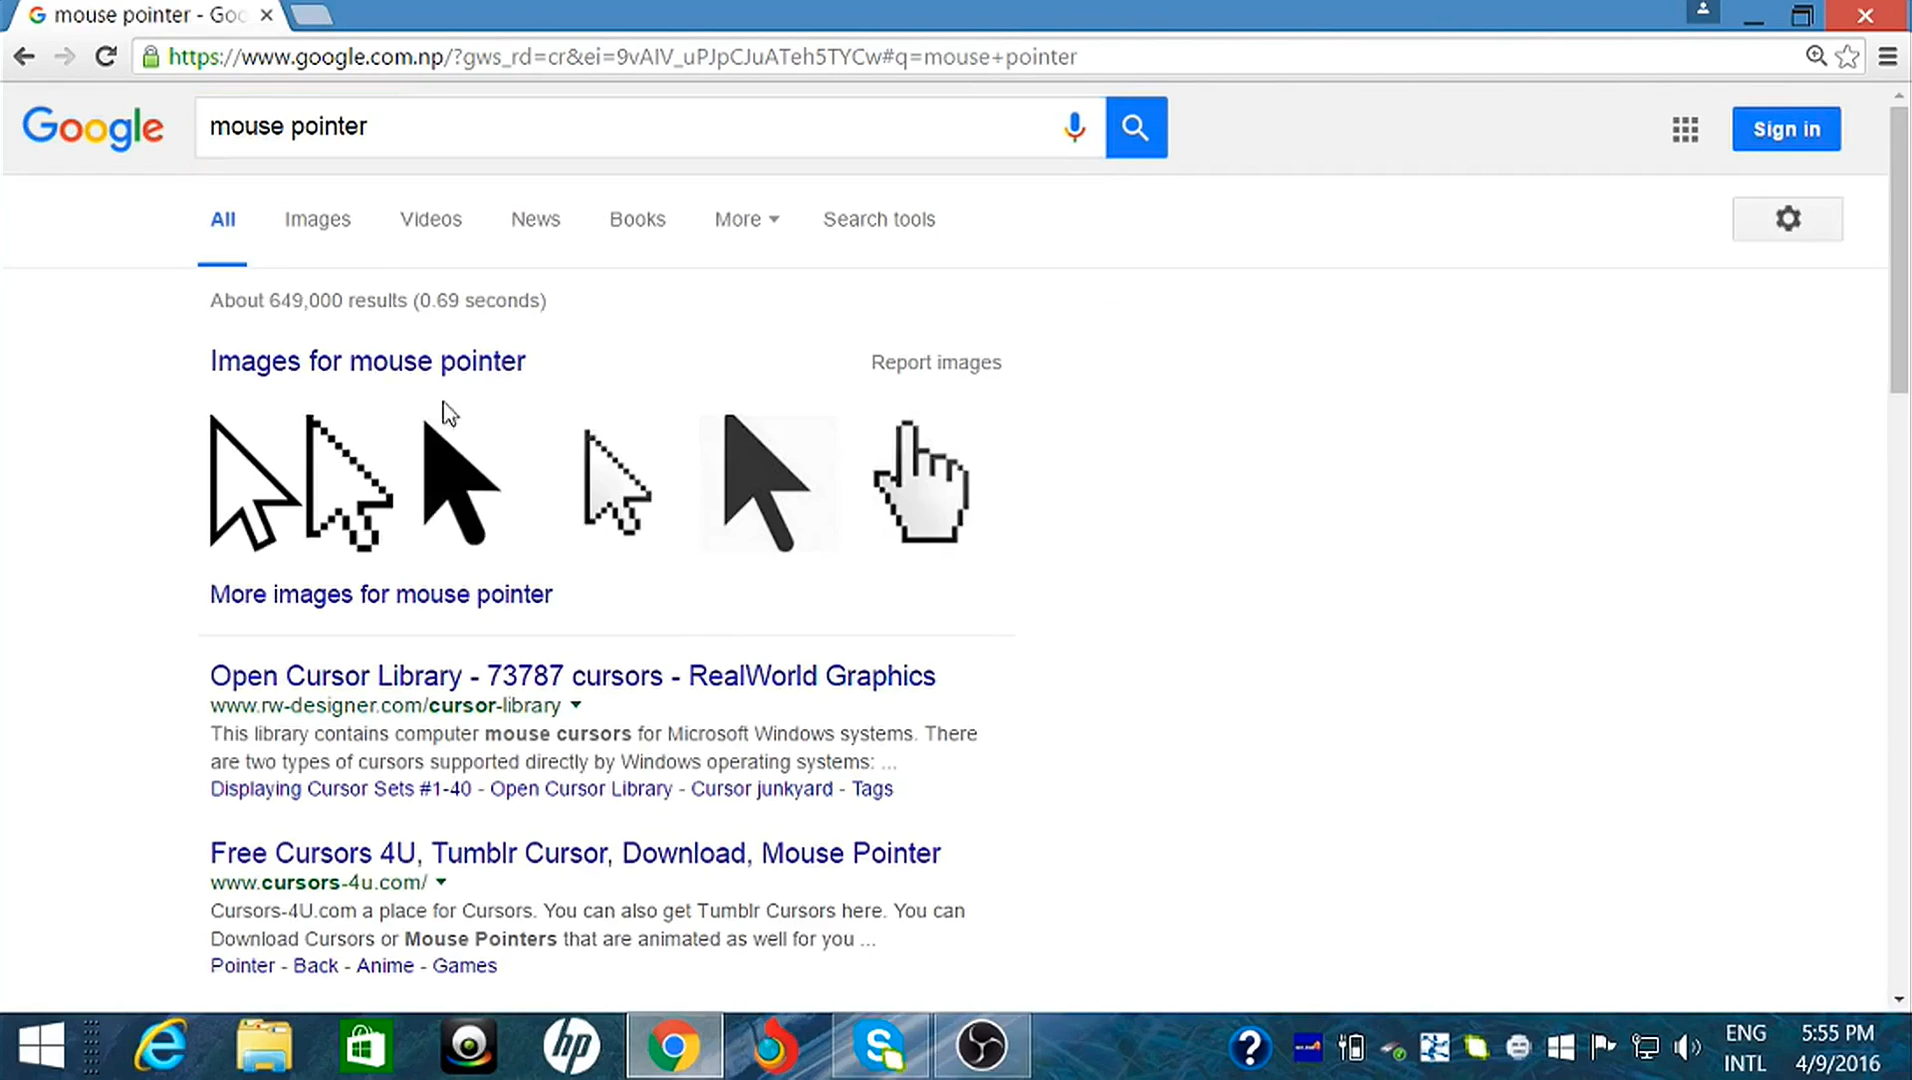 mouse pointer - Goo
https://www.google.com.np/?gws_rd=cr&ei=9vAIV_uPJpCJuATeh5TYCw#q=mouse+pointer
Google
mouse pointer
Sign in
All Images Videos News Books More Search tools
About 649,000 results (0.69 seconds)
Images for mouse pointer
Report images
More images for mouse pointer
Open Cursor Library - 73787 cursors - RealWorld Graphics
www.rw-designer.com/cursor-library
This library contains computer mouse cursors for Microsoft Windows systems. There
are two types of cursors supported directly by Windows operating systems: ...
Displaying Cursor Sets #1-40 - Open Cursor Library - Cursor junkyard - Tags
Free Cursors 4U, Tumblr Cursor, Download, Mouse Pointer
www.cursors-4u.com/
Cursors-4U.com a place for Cursors. You can also get Tumblr Cursors here. You can
Download Cursors or Mouse Pointers that are animated as well for you ...
Pointer - Back - Anime - Games
hp
ENG 5:55 PM
INTL 4/9/2016